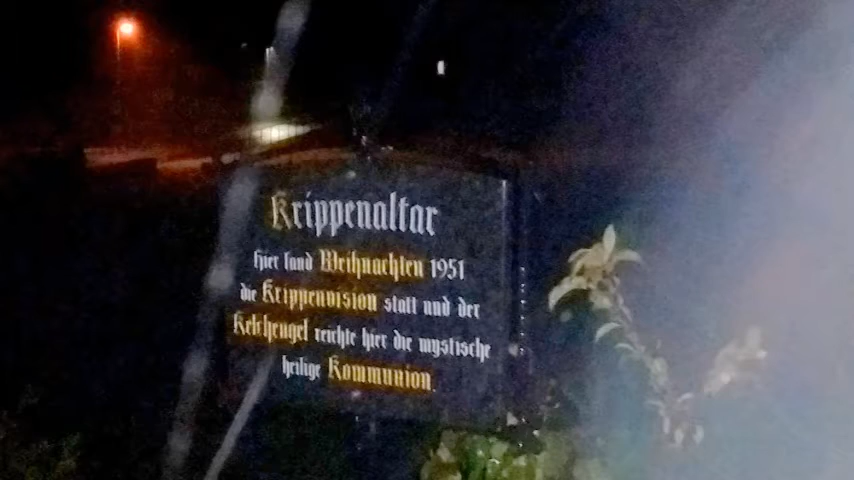 Krippenaltar
hier fand Weihnachten 1951
die Krippenvision statt und der
Kelchengel reichte hier die mystische
heilige Kommunion.